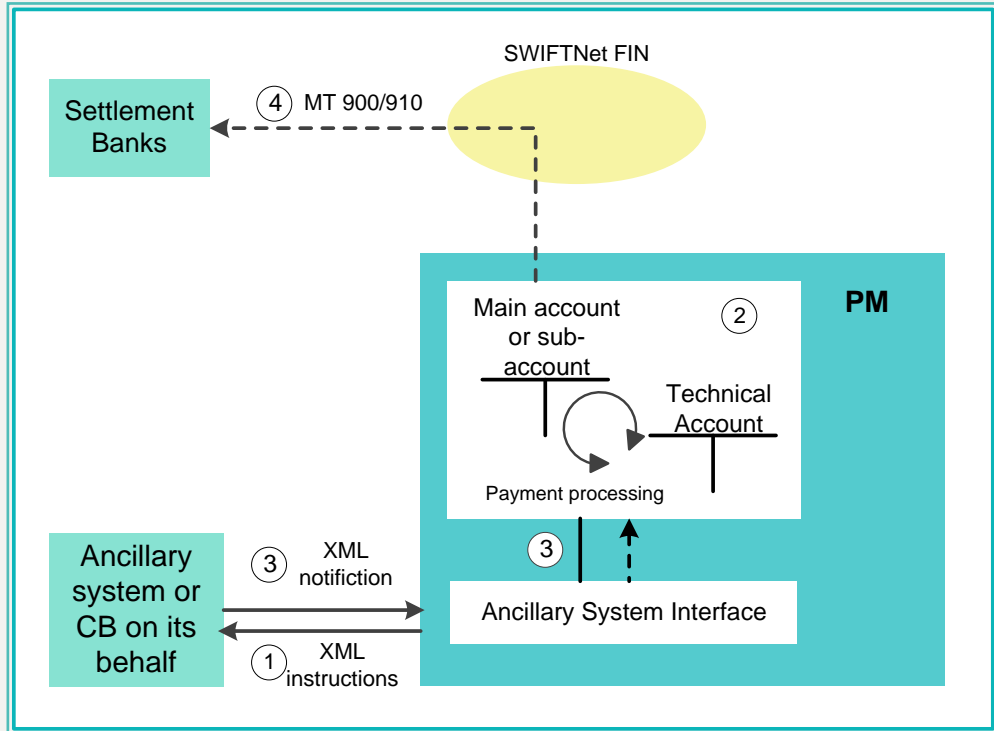 SWIFTNet FIN
4 MT 900/910
Settlement
Banks
PM
Main account
or sub-
account
2
Technical
Account
Payment processing
3
Ancillary System Interface
Ancillary
system or
CB on its
behalf
3 XML
notifiction
1 XML
instructions